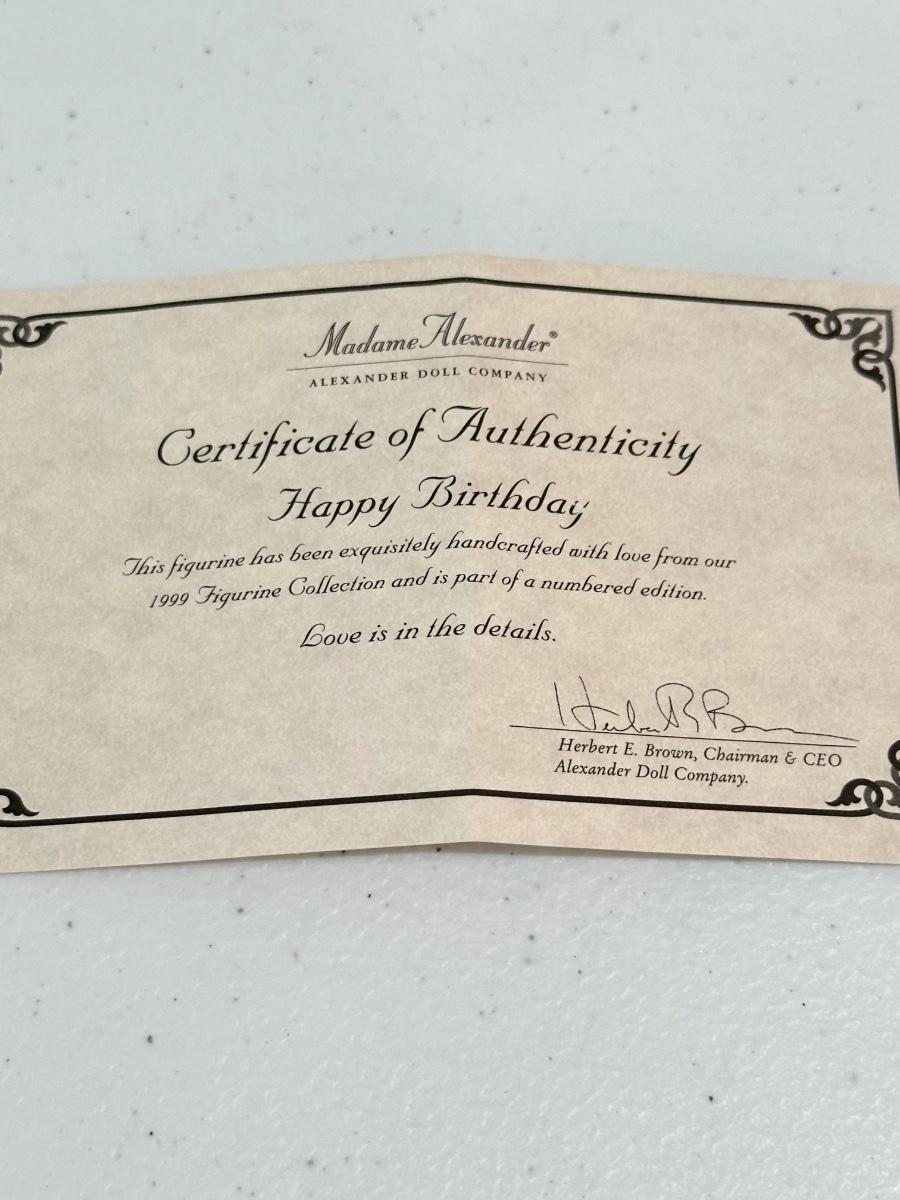 Madame Alexander®
ALEXANDER DOLL COMPANY
Certificate of Authenticity
Happy Birthday
This figurine has been exquisitely handcrafted with love from our
1999 Figurine Collection and is part of a numbered edition.
Love is in the details.
Herbert E. Brown, Chairman & CEO
Alexander Doll Company.